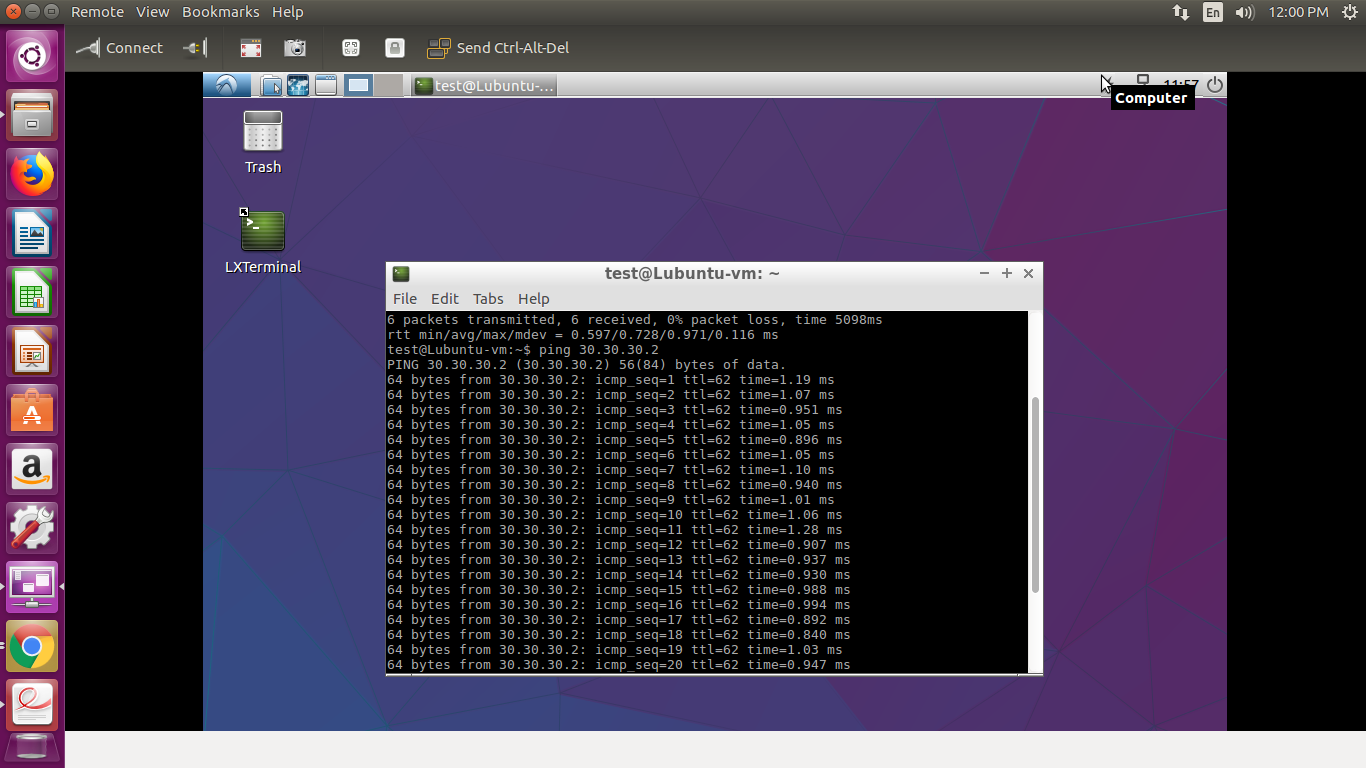 Remote View Bookmarks Help
En
12:00 PM
Connect
Send Ctrl-Alt-Del
test@Lubuntu-...
11:57
Computer
Trash
LXTerminal
test@Lubuntu-vm: ~
File Edit Tabs Help
6 packets transmitted, 6 received, 0% packet loss, time 5098ms
rtt min/avg/max/mdev = 0.597/0.728/0.971/0.116 ms
test@Lubuntu-vm:~$ ping 30.30.30.2
PING 30.30.30.2 (30.30.30.2) 56(84) bytes of data.
64 bytes from 30.30.30.2: icmp_seq=1 ttl=62 time=1.19 ms
64 bytes from 30.30.30.2: icmp_seq=2 ttl=62 time=1.07 ms
64 bytes from 30.30.30.2: icmp_seq=3 ttl=62 time=0.951 ms
64 bytes from 30.30.30.2: icmp_seq=4 ttl=62 time=1.05 ms
64 bytes from 30.30.30.2: icmp_seq=5 ttl=62 time=0.896 ms
64 bytes from 30.30.30.2: icmp_seq=6 ttl=62 time=1.05 ms
64 bytes from 30.30.30.2: icmp_seq=7 ttl=62 time=1.10 ms
64 bytes from 30.30.30.2: icmp_seq=8 ttl=62 time=0.940 ms
64 bytes from 30.30.30.2: icmp_seq=9 ttl=62 time=1.01 ms
64 bytes from 30.30.30.2: icmp_seq=10 ttl=62 time=1.06 ms
64 bytes from 30.30.30.2: icmp_seq=11 ttl=62 time=1.28 ms
64 bytes from 30.30.30.2: icmp_seq=12 ttl=62 time=0.907 ms
64 bytes from 30.30.30.2: icmp_seq=13 ttl=62 time=0.937 ms
64 bytes from 30.30.30.2: icmp_seq=14 ttl=62 time=0.930 ms
64 bytes from 30.30.30.2: icmp_seq=15 ttl=62 time=0.988 ms
64 bytes from 30.30.30.2: icmp_seq=16 ttl=62 time=0.994 ms
64 bytes from 30.30.30.2: icmp_seq=17 ttl=62 time=0.892 ms
64 bytes from 30.30.30.2: icmp_seq=18 ttl=62 time=0.840 ms
64 bytes from 30.30.30.2: icmp_seq=19 ttl=62 time=1.03 ms
64 bytes from 30.30.30.2: icmp_seq=20 ttl=62 time=0.947 ms